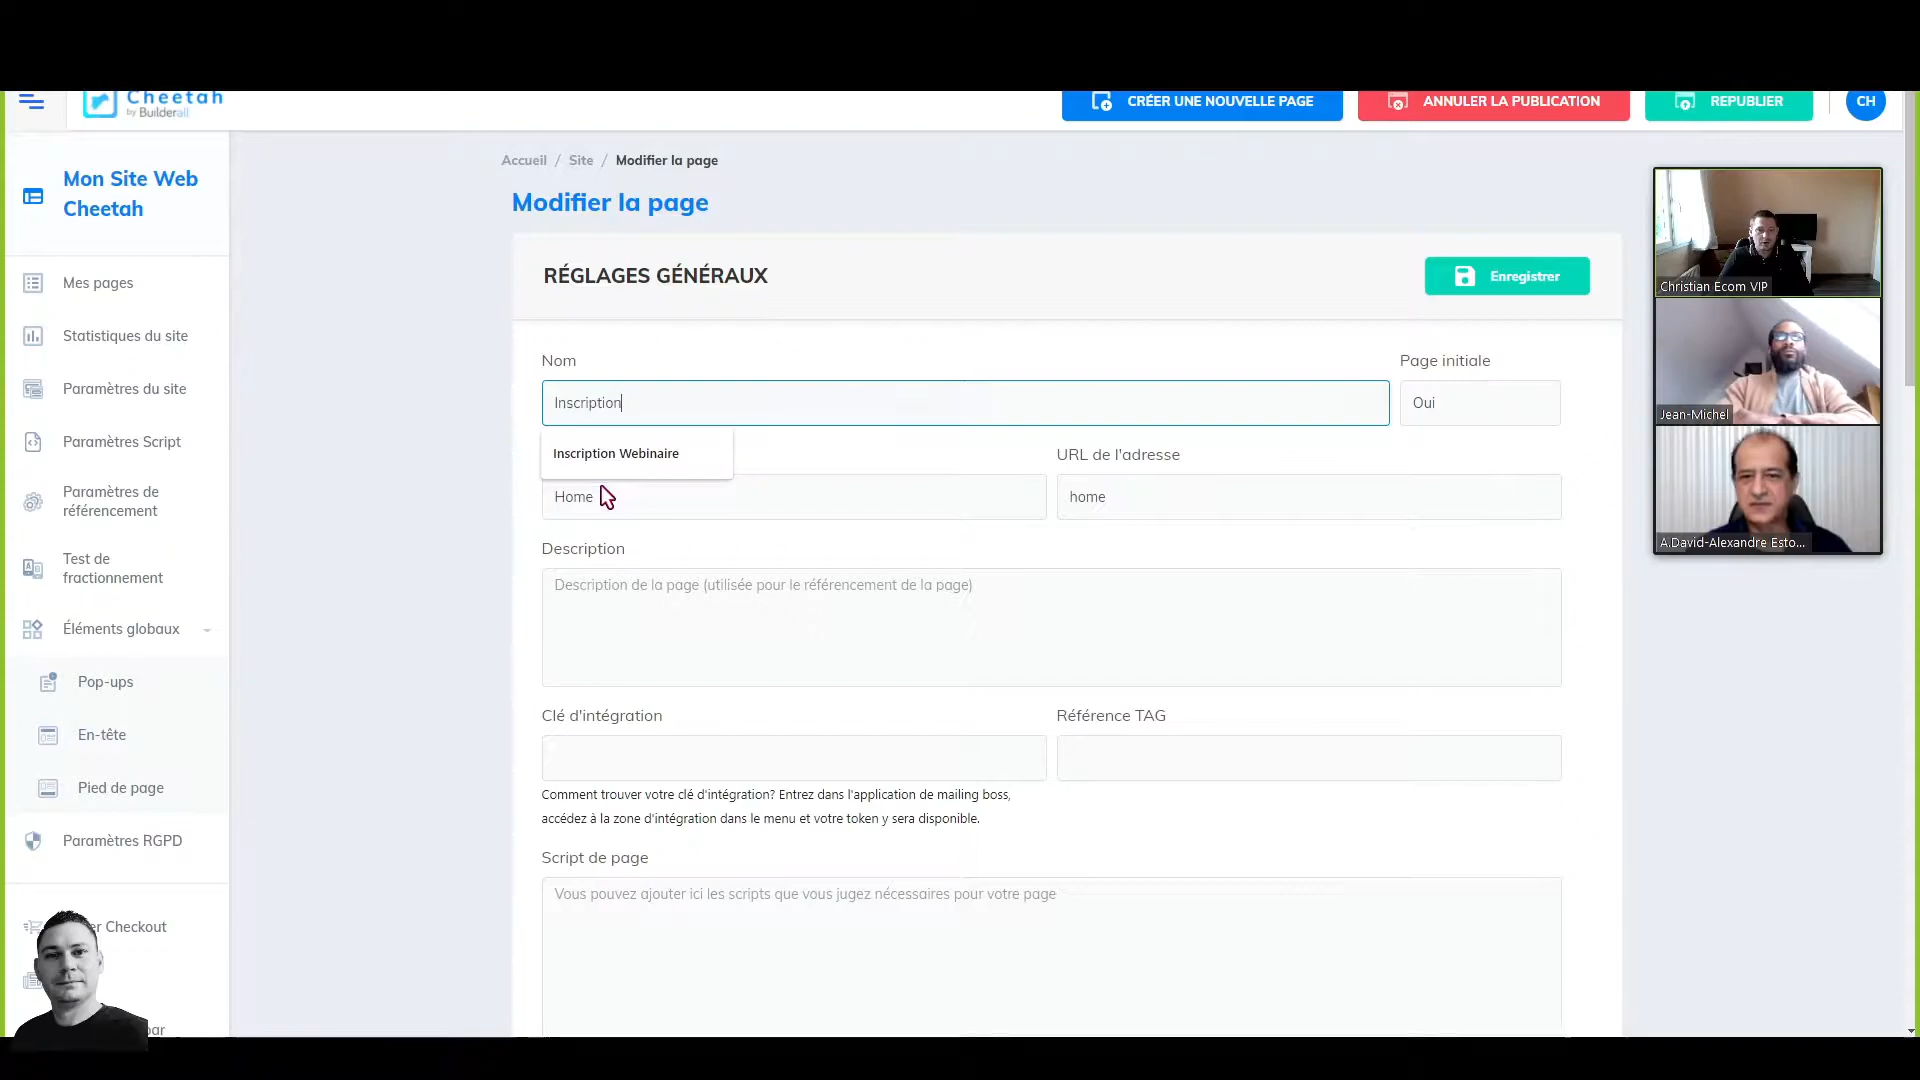 Cheetah
by Builderall
CRÉER UNE NOUVELLE PAGE
ANNULER LA PUBLICATION
REPUBLIER
CH
Mon Site Web
Cheetah
Mes pages
Statistiques du site
Paramètres du site
Paramètres Script
Paramètres de
référencement
Test de
fractionnement
Éléments globaux
Pop-ups
En-tête
Pied de page
Paramètres RGPD
Checkout
Accueil / Site / Modifier la page
Modifier la page
RÉGLAGES GÉNÉRAUX
Enregistrer
Nom
Page initiale
Inscription
Oui
Inscription Webinaire
URL de l'adresse
Home
home
Description
Description de la page (utilisée pour le référencement de la page)
Clé d'intégration
Référence TAG
Comment trouver votre clé d'intégration? Entrez dans l'application de mailing boss,
accédez à la zone d'intégration dans le menu et votre token y sera disponible.
Script de page
Vous pouvez ajouter ici les scripts que vous jugez nécessaires pour votre page
Christian Ecom VIP
Jean-Michel
A.David-Alexandre Esto...